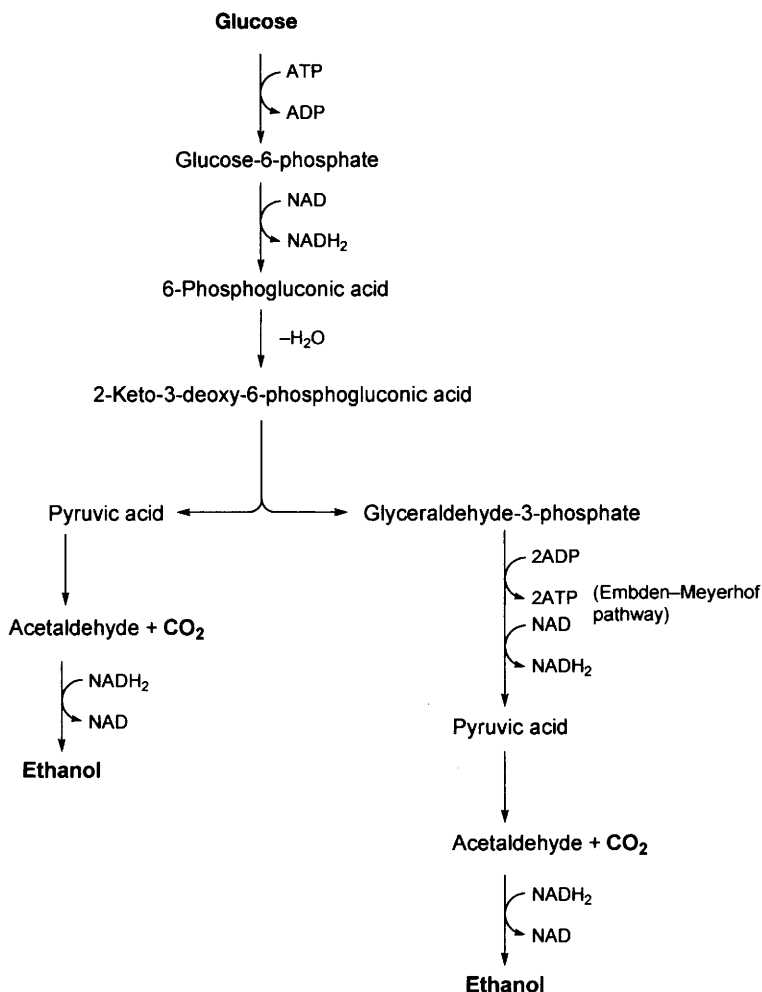 Glucose
ATP
ADP
Glucose-6-phosphate
NAD
NADH₂
6-Phosphogluconic acid
–H₂O
2-Keto-3-deoxy-6-phosphogluconic acid
Pyruvic acid
Glyceraldehyde-3-phosphate
2ADP
2ATP
(Embden–Meyerhof
pathway)
NAD
NADH₂
Acetaldehyde + CO₂
NADH₂
NAD
Ethanol
Pyruvic acid
Acetaldehyde + CO₂
NADH₂
NAD
Ethanol